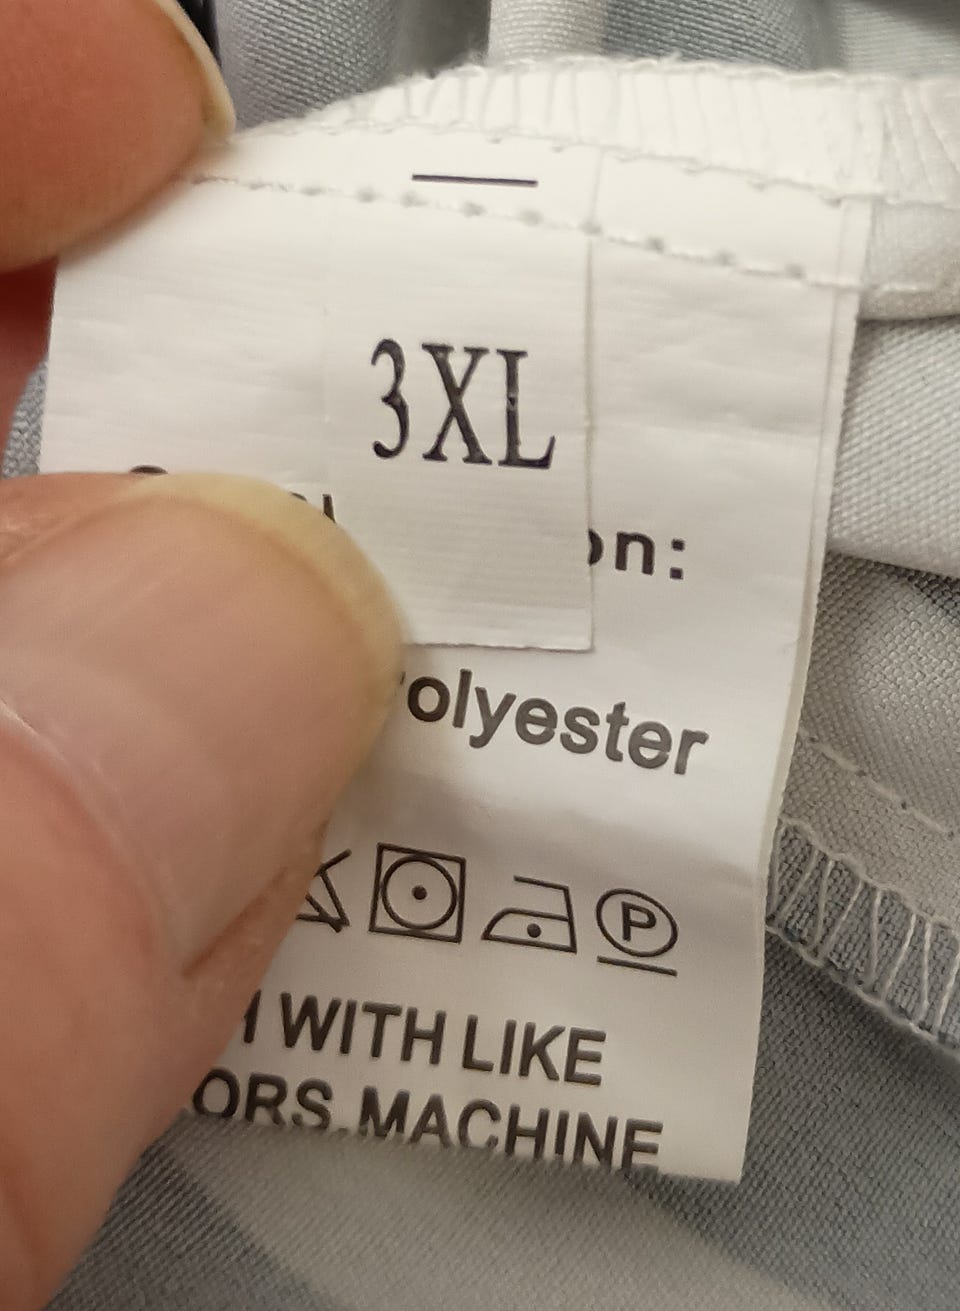 3XL
on:
olyester
P
WITH LIKE
ORS.MACHINE